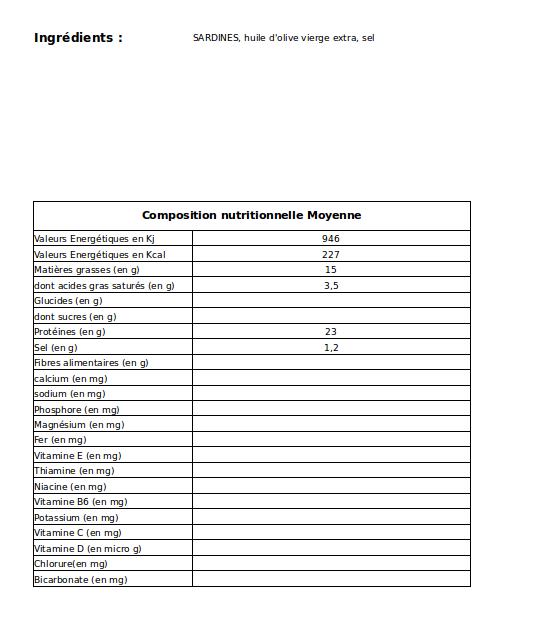 Ingrédients : SARDINES, huile d'olive vierge extra, sel
Composition nutritionnelle Moyenne
Valeurs Energétiques en Kj 946
Valeurs Energétiques en Kcal 227
Matières grasses (en g) 15
dont acides gras saturés (en g) 3,5
Glucides (en g)
dont sucres (en g)
Protéines (en g) 23
Sel (en g) 1,2
Fibres alimentaires (en g)
calcium (en mg)
sodium (en mg)
Phosphore (en mg)
Magnésium (en mg)
Fer (en mg)
Vitamine E (en mg)
Thiamine (en mg)
Niacine (en mg)
Vitamine B6 (en mg)
Potassium (en mg)
Vitamine C (en mg)
Vitamine D (en micro g)
Chlorure(en mg)
Bicarbonate (en mg)